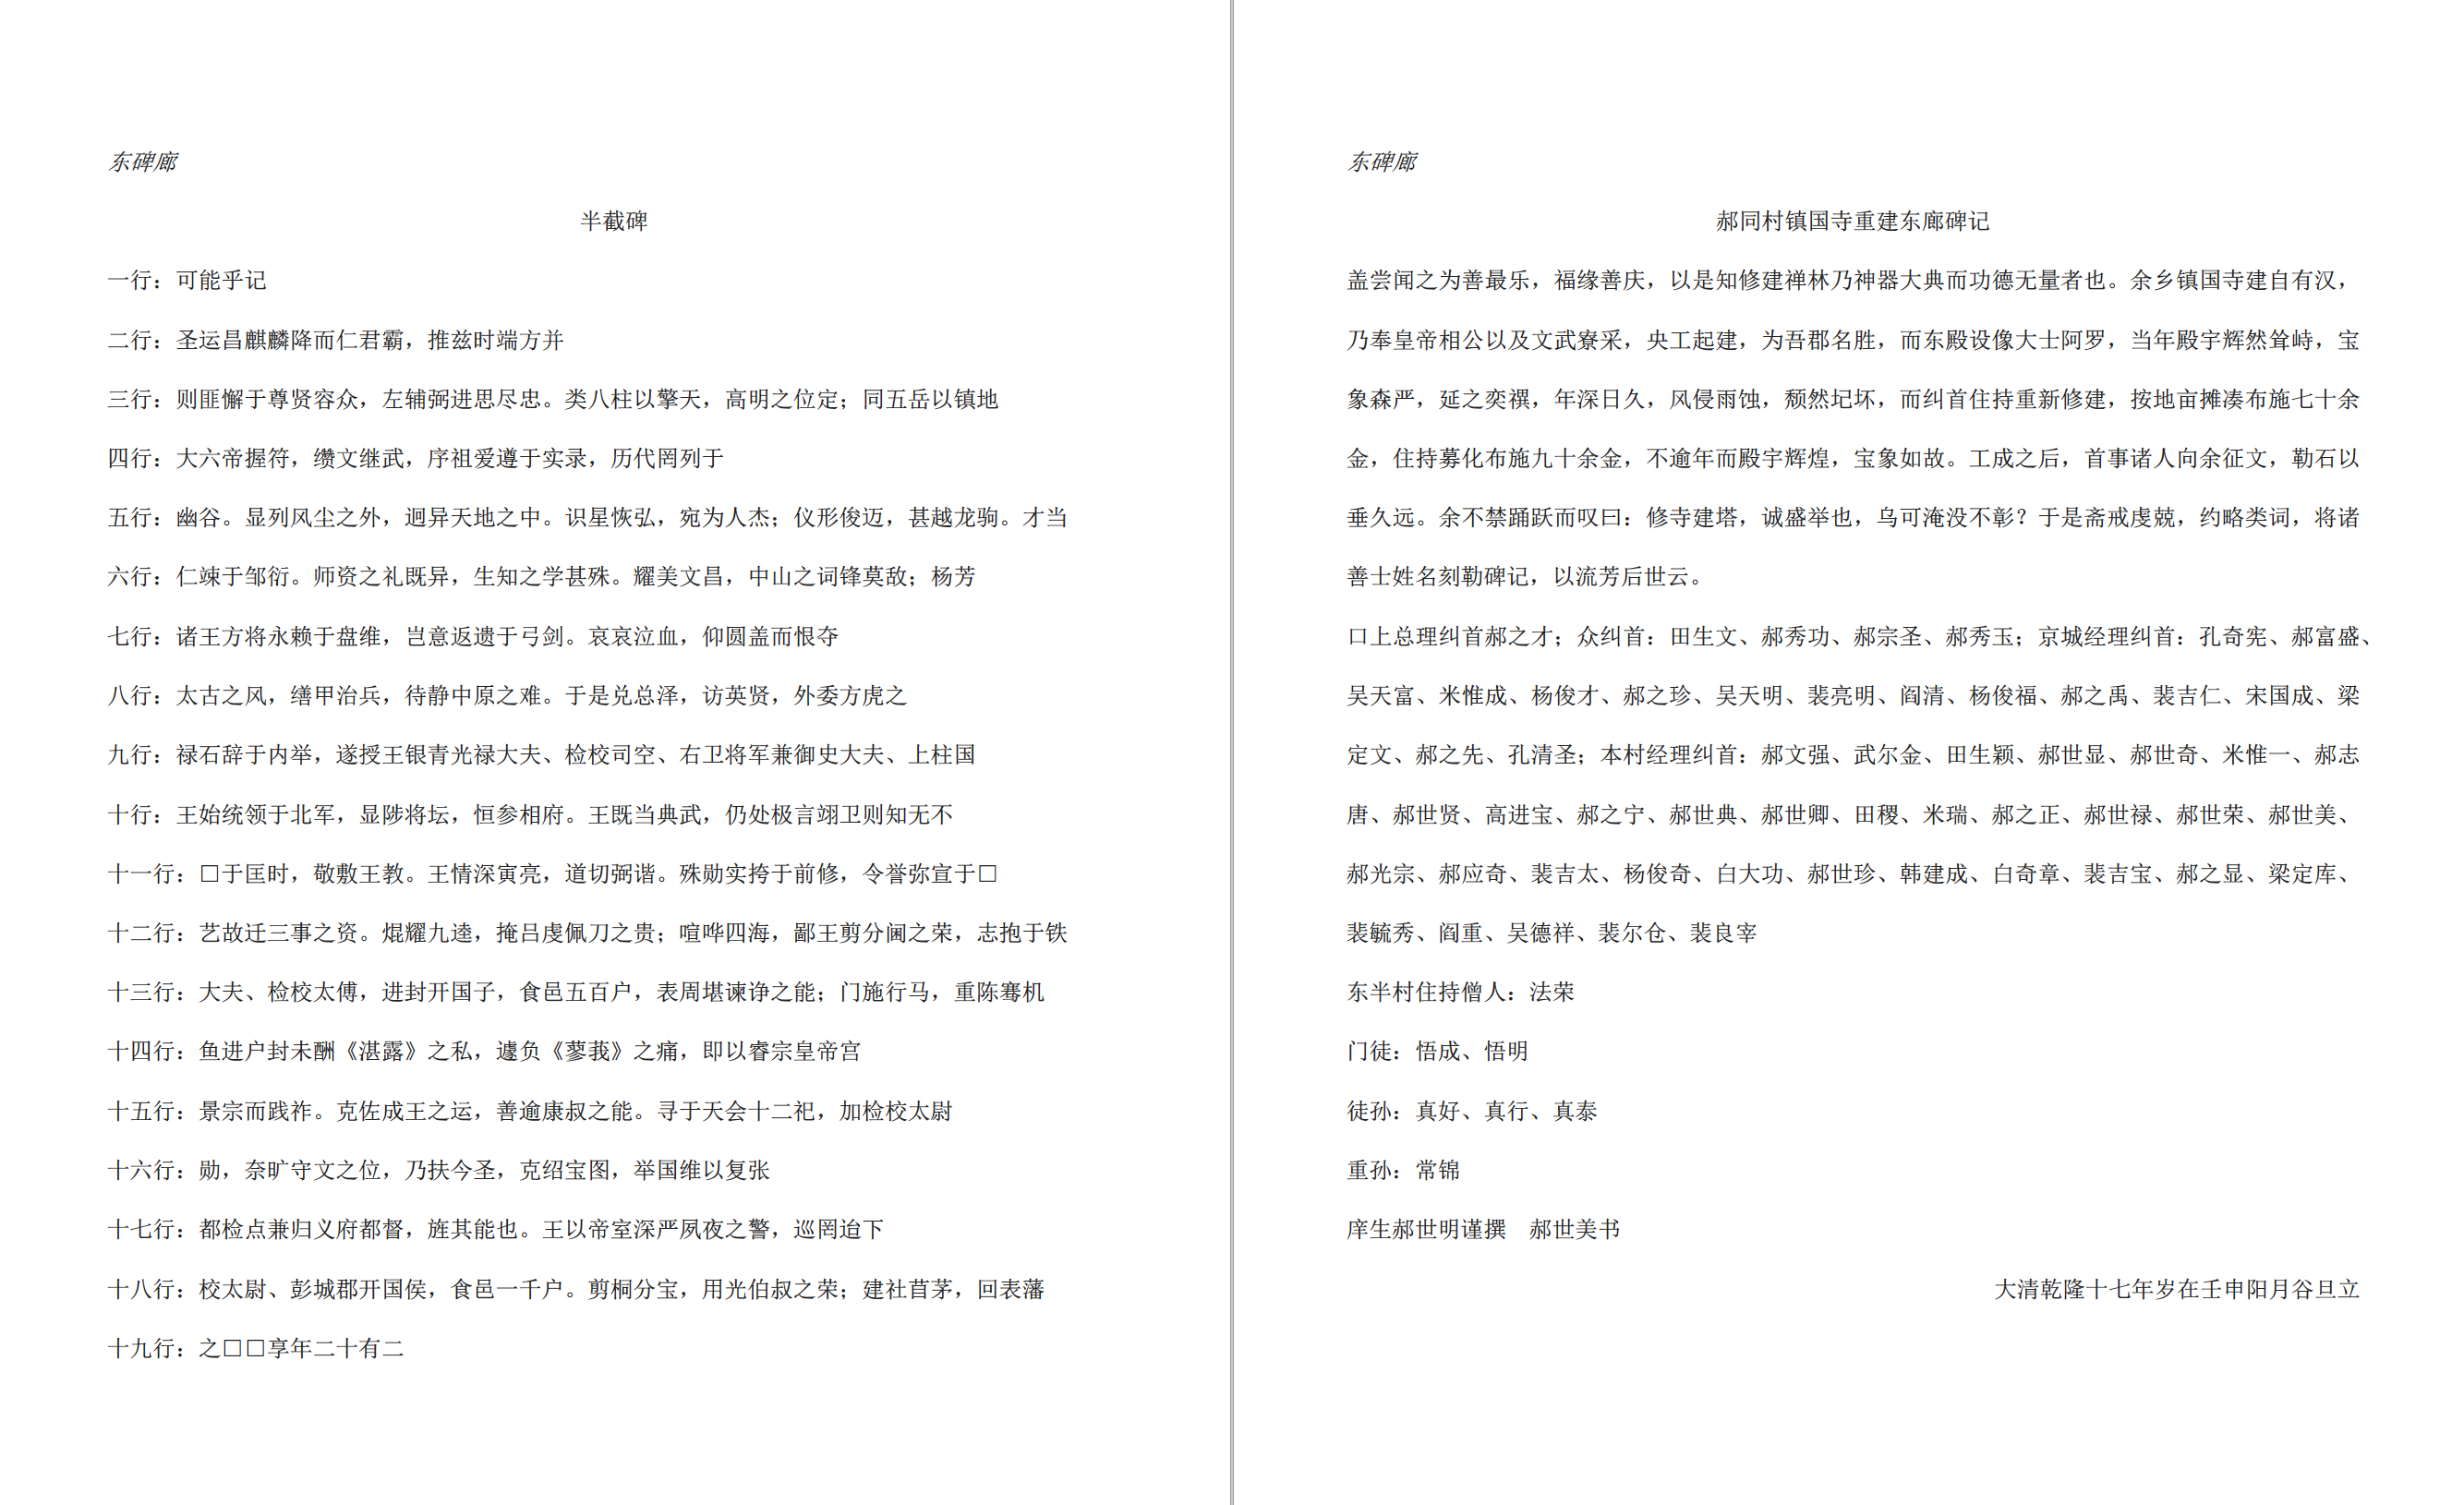 东碑廊
半截碑
一行：可能乎记
二行：圣运昌麒麟降而仁君霸，推兹时端方并
三行：则匪懈于尊贤容众，左辅弼进思尽忠。类八柱以擎天，高明之位定；同五岳以镇地
四行：大六帝握符，缵文继武，序祖爱遵于实录，历代罔列于
五行：幽谷。显列风尘之外，迥异天地之中。识星恢弘，宛为人杰；仪形俊迈，甚越龙驹。才当
六行：仁竦于邹衍。师资之礼既异，生知之学甚殊。耀美文昌，中山之词锋莫敌；杨芳
七行：诸王方将永赖于盘维，岂意返遗于弓剑。哀哀泣血，仰圆盖而恨夺
八行：太古之风，缮甲治兵，待静中原之难。于是兑总泽，访英贤，外委方虎之
九行：禄石辞于内举，遂授王银青光禄大夫、检校司空、右卫将军兼御史大夫、上柱国
十行：王始统领于北军，显陟将坛，恒参相府。王既当典武，仍处极言翊卫则知无不
十一行：□于匡时，敬敷王教。王情深寅亮，道切弼谐。殊勋实挎于前修，令誉弥宣于□
十二行：艺故迁三事之资。焜耀九逵，掩吕虔佩刀之贵；喧哗四海，鄙王剪分阃之荣，志抱于铁
十三行：大夫、检校太傅，进封开国子，食邑五百户，表周堪谏诤之能；门施行马，重陈骞机
十四行：鱼进户封未酬《湛露》之私，遽负《蓼莪》之痛，即以睿宗皇帝宫
十五行：景宗而践祚。克佐成王之运，善逾康叔之能。寻于天会十二祀，加检校太尉
十六行：勋，奈旷守文之位，乃扶今圣，克绍宝图，举国维以复张
十七行：都检点兼归义府都督，旌其能也。王以帝室深严夙夜之警，巡罔迨下
十八行：校太尉、彭城郡开国侯，食邑一千户。剪桐分宝，用光伯叔之荣；建社苴茅，回表藩
十九行：之□□享年二十有二
东碑廊
郝同村镇国寺重建东廊碑记
盖尝闻之为善最乐，福缘善庆，以是知修建禅林乃神器大典而功德无量者也。余乡镇国寺建自有汉，
乃奉皇帝相公以及文武寮采，央工起建，为吾郡名胜，而东殿设像大士阿罗，当年殿宇辉然耸峙，宝
象森严，延之奕禩，年深日久，风侵雨蚀，颓然圮坏，而纠首住持重新修建，按地亩摊凑布施七十余
金，住持募化布施九十余金，不逾年而殿宇辉煌，宝象如故。工成之后，首事诸人向余征文，勒石以
垂久远。余不禁踊跃而叹曰：修寺建塔，诚盛举也，乌可淹没不彰？于是斋戒虔兢，约略类词，将诸
善士姓名刻勒碑记，以流芳后世云。
口上总理纠首郝之才；众纠首：田生文、郝秀功、郝宗圣、郝秀玉；京城经理纠首：孔奇宪、郝富盛、
吴天富、米惟成、杨俊才、郝之珍、吴天明、裴亮明、阎清、杨俊福、郝之禹、裴吉仁、宋国成、梁
定文、郝之先、孔清圣；本村经理纠首：郝文强、武尔金、田生颖、郝世显、郝世奇、米惟一、郝志
唐、郝世贤、高进宝、郝之宁、郝世典、郝世卿、田稷、米瑞、郝之正、郝世禄、郝世荣、郝世美、
郝光宗、郝应奇、裴吉太、杨俊奇、白大功、郝世珍、韩建成、白奇章、裴吉宝、郝之显、梁定库、
裴毓秀、阎重、吴德祥、裴尔仓、裴良宰
东半村住持僧人：法荣
门徒：悟成、悟明
徒孙：真好、真行、真泰
重孙：常锦
庠生郝世明谨撰　郝世美书
大清乾隆十七年岁在壬申阳月谷旦立